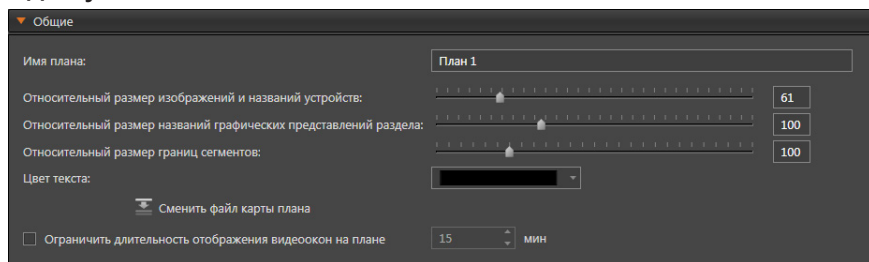 Общие
Имя плана: План 1
Относительный размер изображений и названий устройств: 61
Относительный размер названий графических представлений раздела: 100
Относительный размер границ сегментов: 100
Цвет текста:
Сменить файл карты плана
Ограничить длительность отображения видеоокон на плане 15 мин